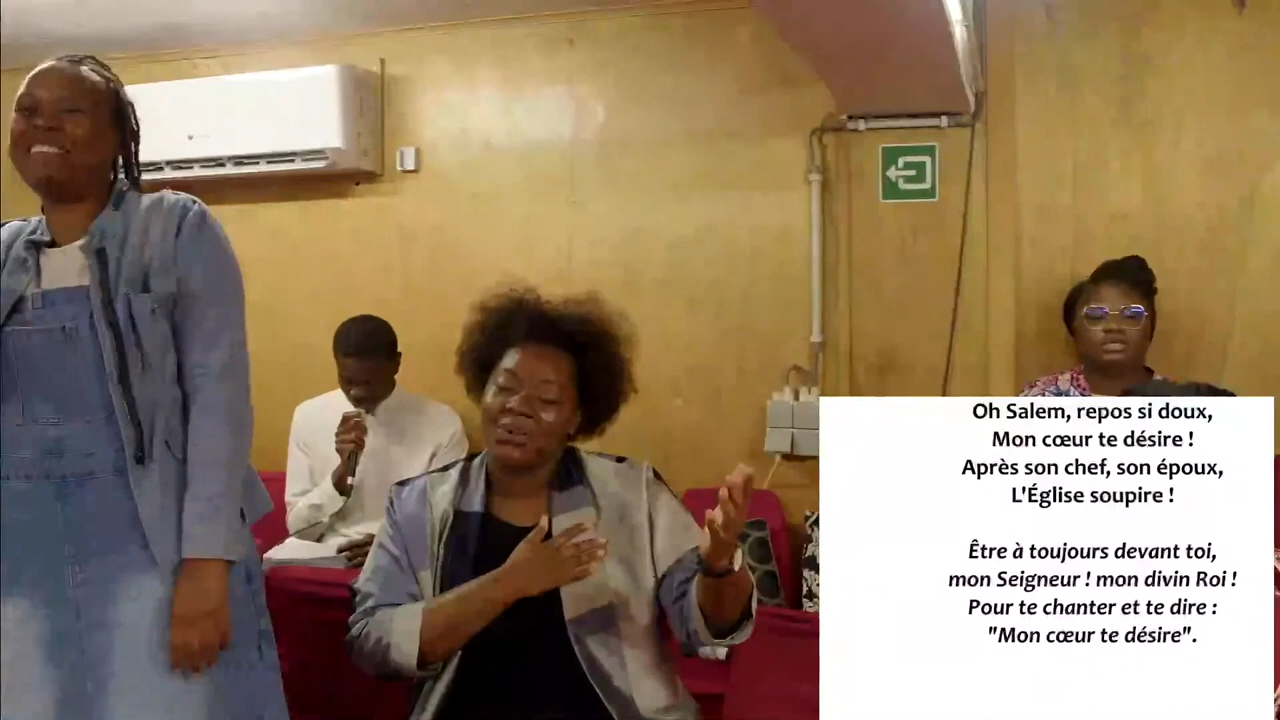 Oh Salem, repos si doux,
Mon cœur te désire !
Après son chef, son époux,
L'Église soupire !
Être à toujours devant toi,
mon Seigneur ! mon divin Roi !
Pour te chanter et te dire :
"Mon cœur te désire".